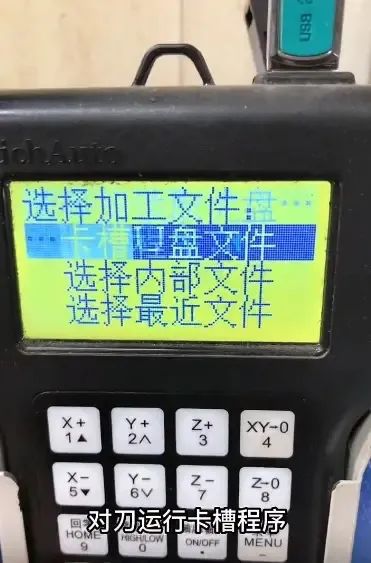 USB
RichAuto
选择加工文件
卡槽 盘文件
选择内部文件
选择最近文件
X+ Y+ Z+ XY→0
1▲ 2∧ 3 4
X- Y- Z- Z→0
5▼ 6∨ 7 8
对刀运行卡槽程序
HOME HIGH/LOW ON/OFF MENU
9 0 . -